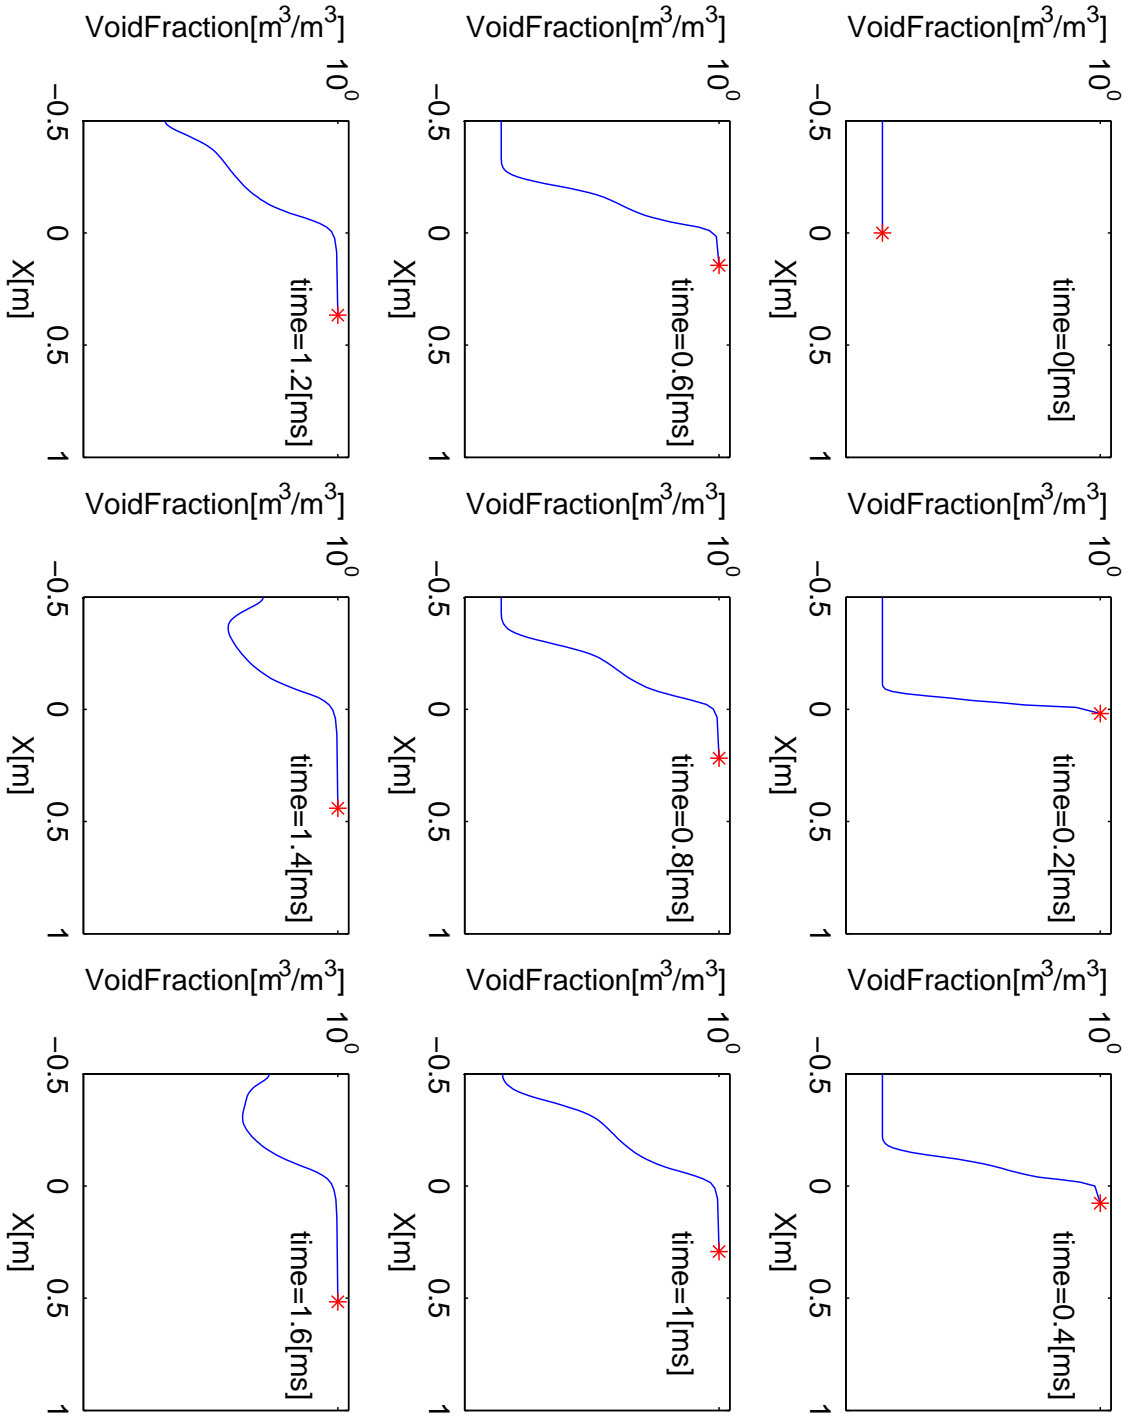 VoidFraction[m³/m³]
10⁰
time=0[ms]
−0.5 0 0.5 1
X[m]
VoidFraction[m³/m³]
10⁰
time=0.2[ms]
−0.5 0 0.5 1
X[m]
VoidFraction[m³/m³]
10⁰
time=0.4[ms]
−0.5 0 0.5 1
X[m]
VoidFraction[m³/m³]
10⁰
time=0.6[ms]
−0.5 0 0.5 1
X[m]
VoidFraction[m³/m³]
10⁰
time=0.8[ms]
−0.5 0 0.5 1
X[m]
VoidFraction[m³/m³]
10⁰
time=1[ms]
−0.5 0 0.5 1
X[m]
VoidFraction[m³/m³]
10⁰
time=1.2[ms]
−0.5 0 0.5 1
X[m]
VoidFraction[m³/m³]
10⁰
time=1.4[ms]
−0.5 0 0.5 1
X[m]
VoidFraction[m³/m³]
10⁰
time=1.6[ms]
−0.5 0 0.5 1
X[m]